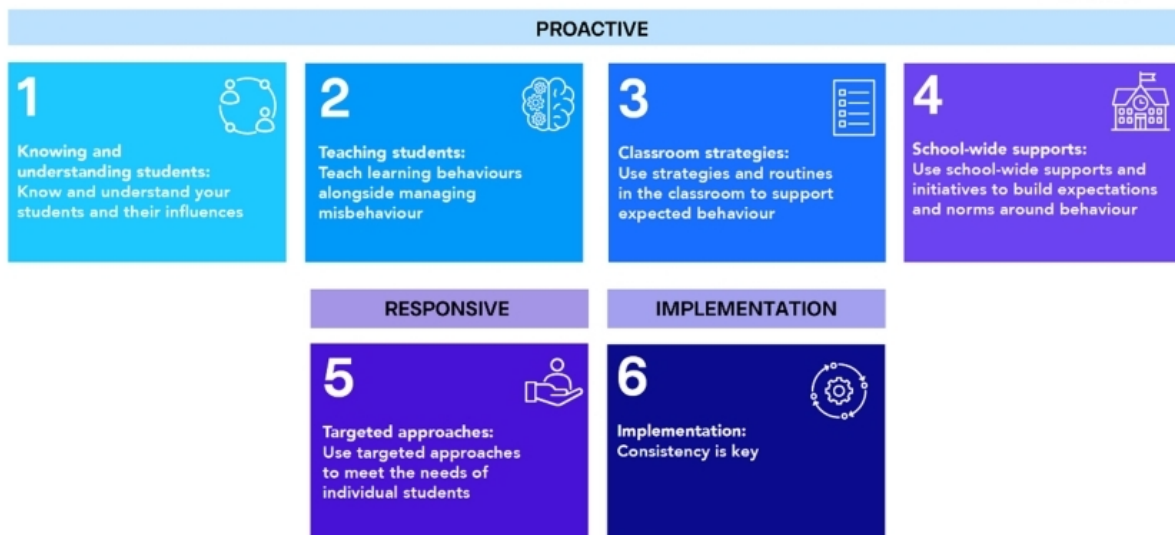 PROACTIVE
1
Knowing and
understanding students:
Know and understand your
students and their influences
2
Teaching students:
Teach learning behaviours
alongside managing
misbehaviour
3
Classroom strategies:
Use strategies and routines
in the classroom to support
expected behaviour
4
School-wide supports:
Use school-wide supports and
initiatives to build expectations
and norms around behaviour
RESPONSIVE
5
Targeted approaches:
Use targeted approaches
to meet the needs of
individual students
IMPLEMENTATION
6
Implementation:
Consistency is key